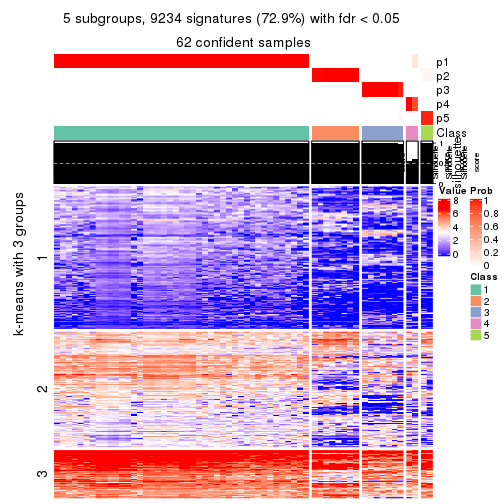 5 subgroups, 9234 signatures (72.9%) with fdr < 0.05
62 confident samples
p1
p2
p3
p4
p5
Class
1
0
silhouette
score
k-means with 3 groups
1
2
3
Value
8
6
4
2
0
Prob
1
0.8
0.6
0.4
0.2
0
Class
1
2
3
4
5